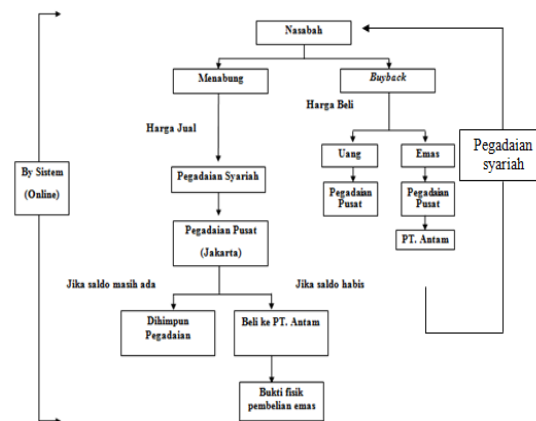 Nasabah
Menabung
Buyback
Harga Jual
Harga Beli
Uang
Emas
Pegadaian
syariah
By Sistem
(Online)
Pegadaian Syariah
Pegadaian
Pusat
Pegadaian
Pusat
Pegadaian Pusat
(Jakarta)
PT. Antam
Jika saldo masih ada
Jika saldo habis
Dihimpun
Pegadaian
Beli ke PT. Antam
Bukti fisik
pembelian emas